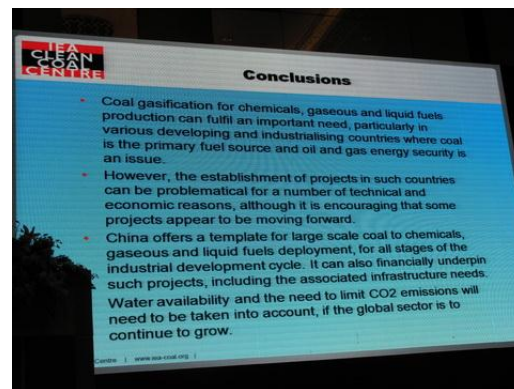 IEA
CLEAN
COAL
CENTRE
Conclusions
• Coal gasification for chemicals, gaseous and liquid fuels
production can fulfil an important need, particularly in
various developing and industrialising countries where coal
is the primary fuel source and oil and gas energy security is
an issue.
• However, the establishment of projects in such countries
can be problematical for a number of technical and
economic reasons, although it is encouraging that some
projects appear to be moving forward.
• China offers a template for large scale coal to chemicals,
gaseous and liquid fuels deployment, for all stages of the
industrial development cycle. It can also financially underpin
such projects, including the associated infrastructure needs.
Water availability and the need to limit CO2 emissions will
need to be taken into account, if the global sector is to
continue to grow.
Centre | www.iea-coal.org |